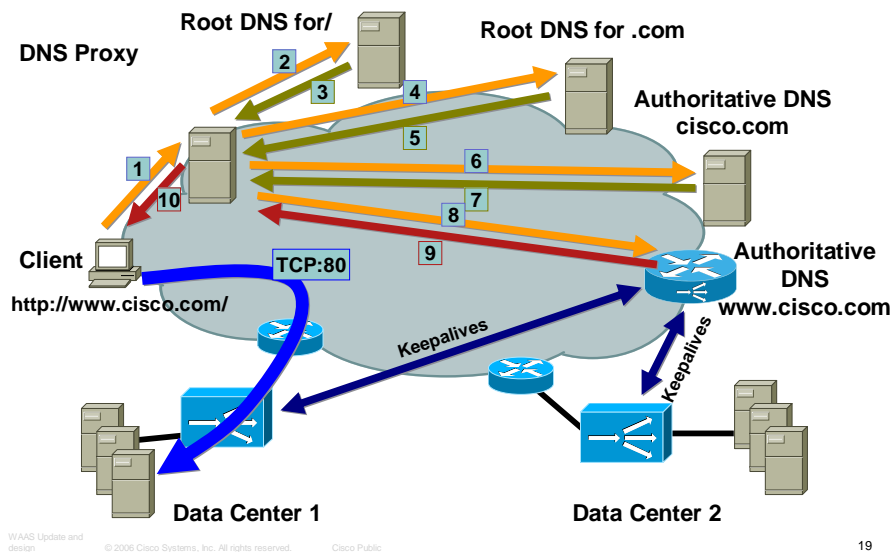 Root DNS for/
Root DNS for .com
DNS Proxy
2
3
4
Authoritative DNS
cisco.com
5
1
6
10
7
8
9
Client
TCP:80
Authoritative
DNS
www.cisco.com
http://www.cisco.com/
Keepalives
Keepalives
Data Center 1
Data Center 2
WAAS Update and
design
© 2006 Cisco Systems, Inc. All rights reserved.
Cisco Public
19